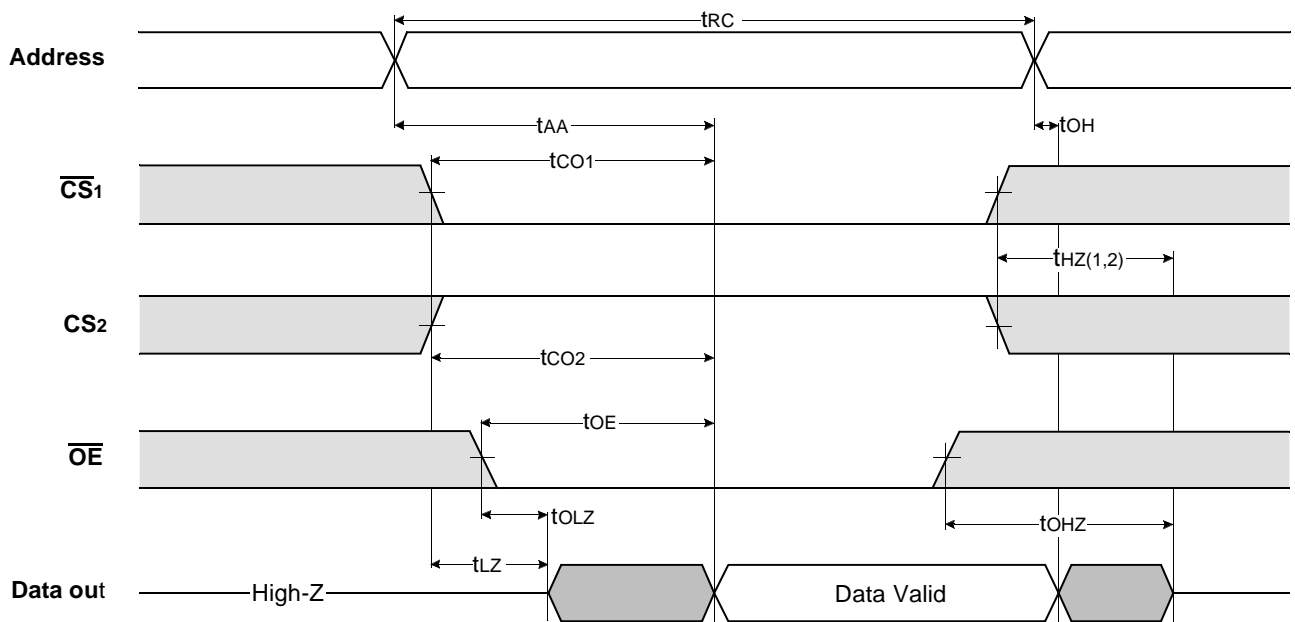 tRC
Address
tAA
tOH
tCO1
CS1
tHZ(1,2)
CS2
tCO2
tOE
OE
tOLZ
tOHZ
tLZ
Data out
High-Z
Data Valid